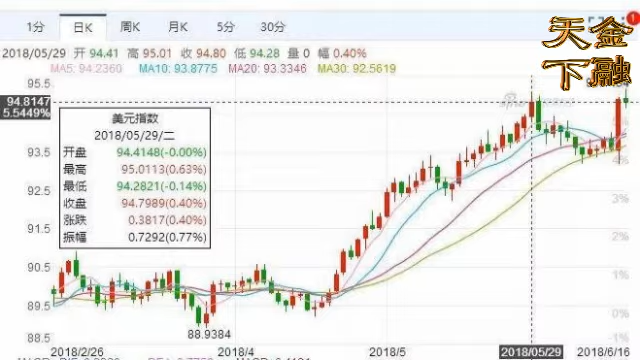 1分 日K 周K 月K 5分 30分
天金
下融
2018/05/29 开 94.41 高 95.01 收 94.80 低 94.28 量 0 幅 0.40%
MA5: 94.2360 MA10: 93.8775 MA20: 93.3346 MA30: 92.5619
95.5
94.8147
5.5449%
美元指数
2018/05/29/二
开盘 94.4148(-0.00%)
最高 95.0113(0.63%)
最低 94.2821(-0.14%)
收盘 94.7989(0.40%)
涨跌 0.3817(0.40%)
振幅 0.7292(0.77%)
93.5
4%
92.5
3%
91.5
2%
90.5
1%
89.5
0%
88.5
-1%
88.9384
2018/2/26 2018/4 2018/5 2018/05/29 2018/6/16